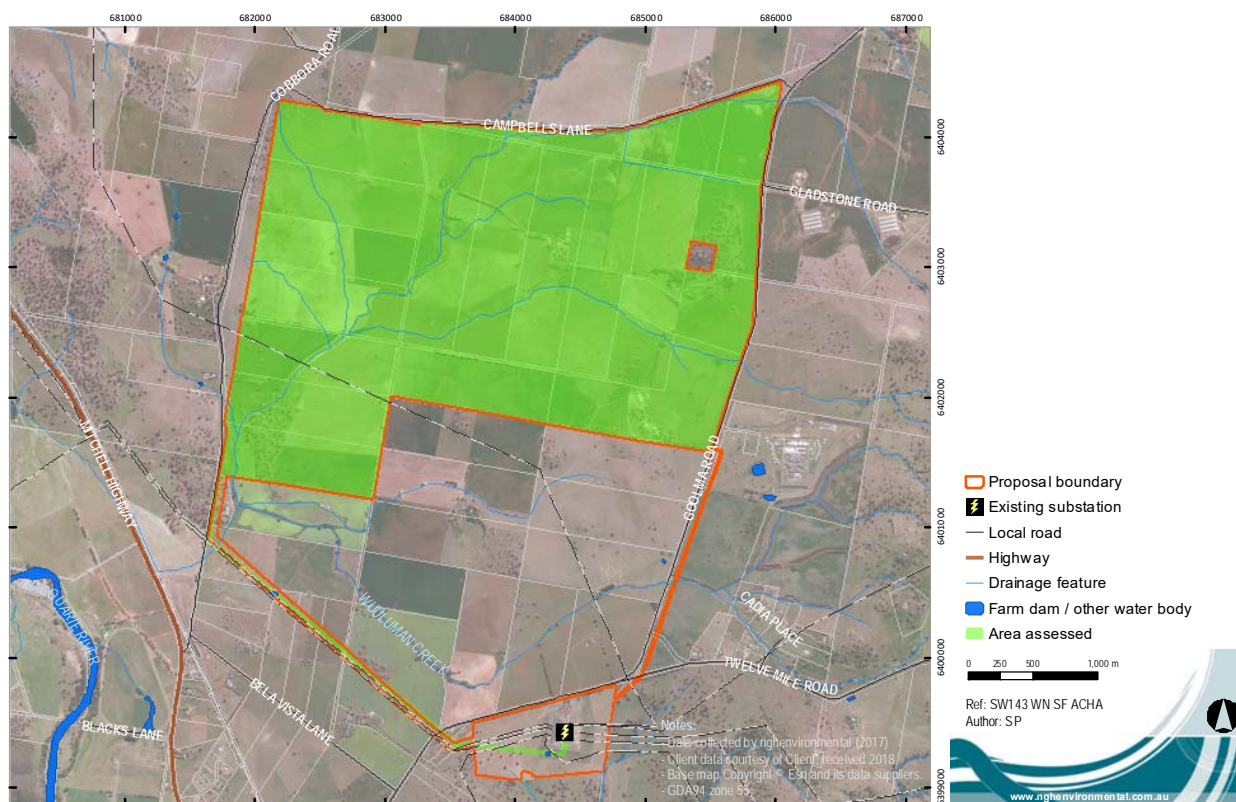 681000 682000 683000 684000 685000 686000 687000
COBBORA ROAD
CAMPBELLS LANE
6404000
GLADSTONE ROAD
6403000
6402000
MITCHELL HIGHWAY
GOOLMA ROAD
6401000
WULUMAN CREEK
CADIA PLACE
QUARIE RIVER
6400000
TWELVE MILE ROAD
BELA VISTA LANE
BLACKS LANE
6399000
Notes:
- Data collected by nghenvironmental (2017)
- Client data courtesy of Client, received 2018
- Base map Copyright © Esri and its data suppliers.
- GDA94 zone 55
Proposal boundary
Existing substation
Local road
Highway
Drainage feature
Farm dam / other water body
Area assessed
0 250 500 1,000 m
Ref: SW143 WN SF ACHA
Author: SP
www.nghenvironmental.com.au